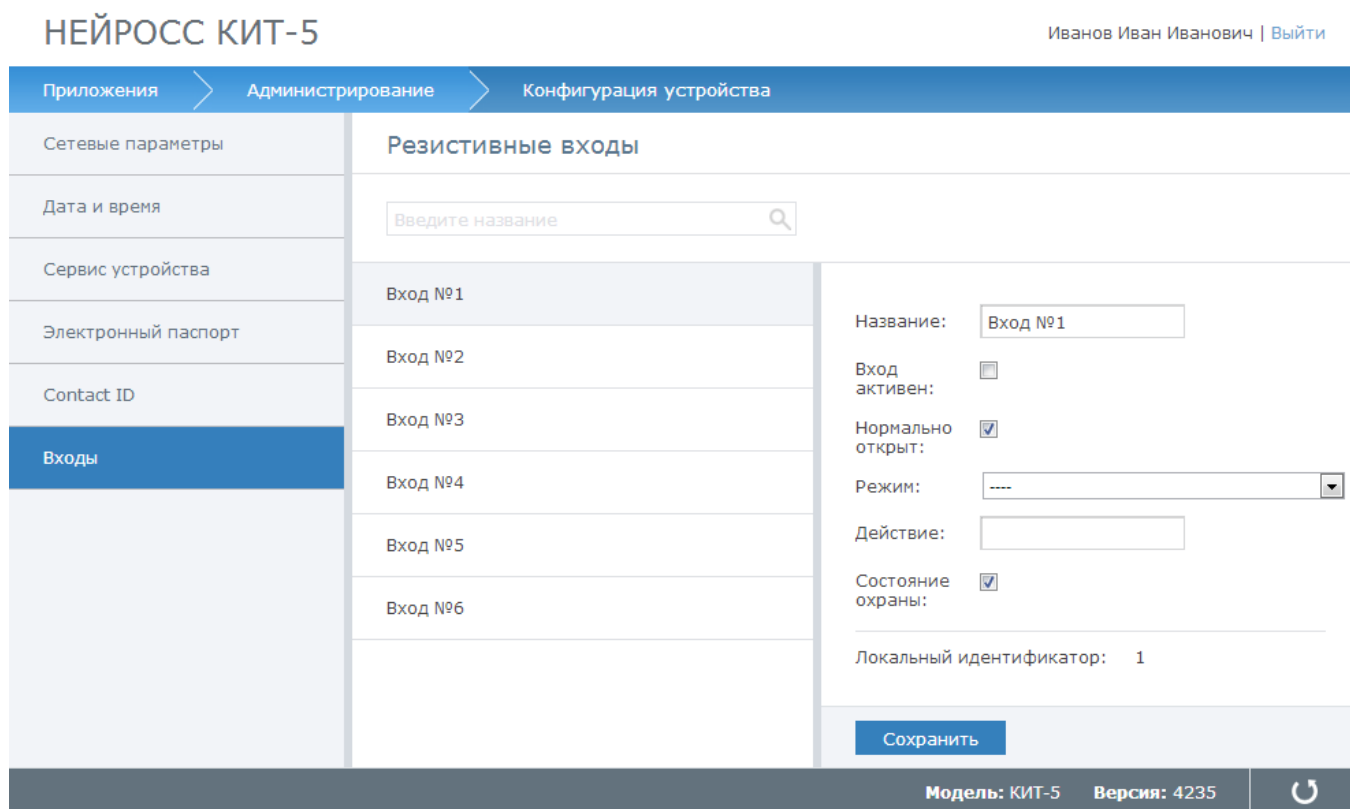 НЕЙРОСС КИТ-5
Иванов Иван Иванович | Выйти
Приложения
Администрирование
Конфигурация устройства
Сетевые параметры
Дата и время
Сервис устройства
Электронный паспорт
Contact ID
Входы
Резистивные входы
Введите название
Вход №1
Вход №2
Вход №3
Вход №4
Вход №5
Вход №6
Название: Вход №1
Вход
активен:
Нормально
открыт:
Режим: ----
Действие:
Состояние
охраны:
Локальный идентификатор: 1
Сохранить
Модель: КИТ-5 Версия: 4235